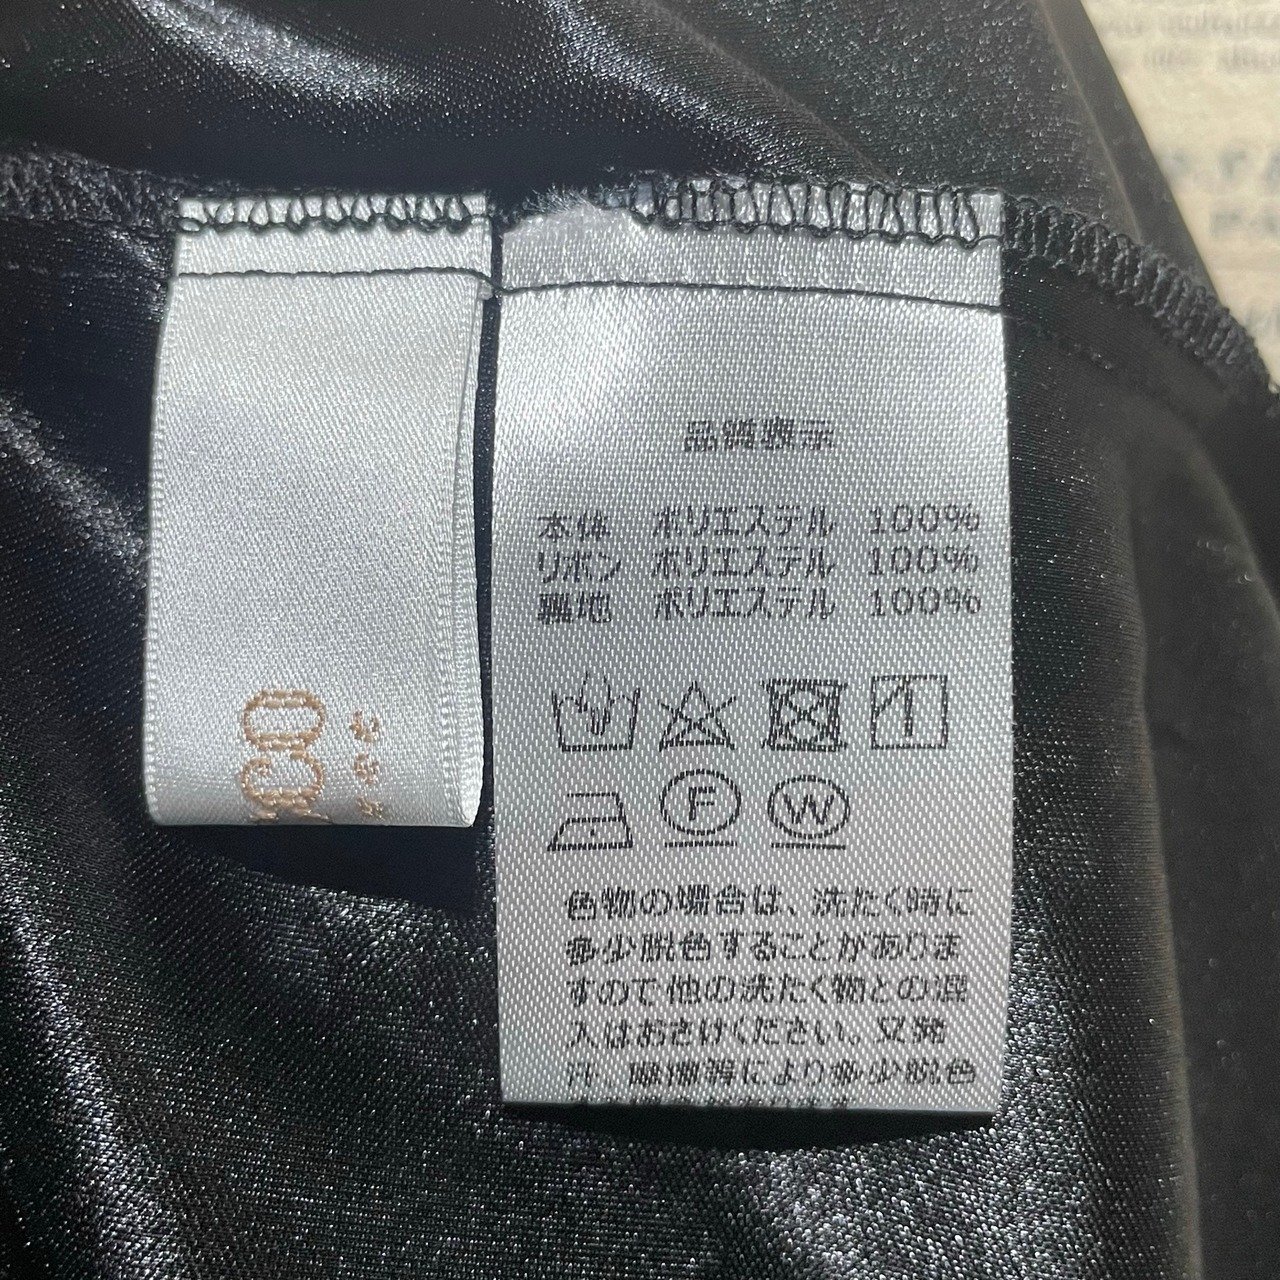 品質表示
本体 ポリエステル 100%
リボン ポリエステル 100%
裏地 ポリエステル 100%
F W
色物の場合は、洗たく時に
多少脱色することがありま
すので他の洗たく物との混
入はおさけください。又発
汗、摩擦等により多少脱色